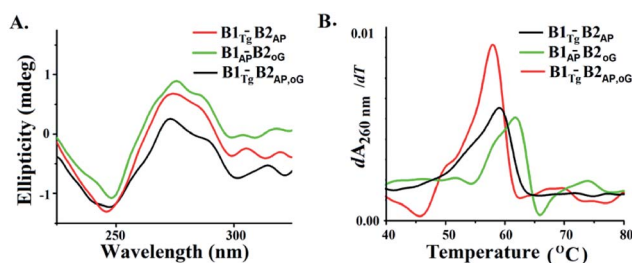 A.
B1Tg-B2AP
B1AP-B2oG
B1Tg-B2AP,oG
Ellipticity (mdeg)
1
0
-1
250
300
Wavelength (nm)
B.
B1Tg-B2AP
B1AP-B2oG
B1Tg-B2AP,oG
dA260 nm /dT
0.01
0.00
40
50
60
70
80
Temperature (OC)